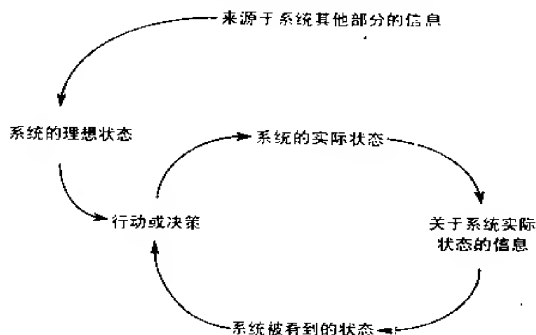 来源于系统其他部分的信息
系统的理想状态
系统的实际状态
行动或决策
关于系统实际
状态的信息
系统被看到的状态